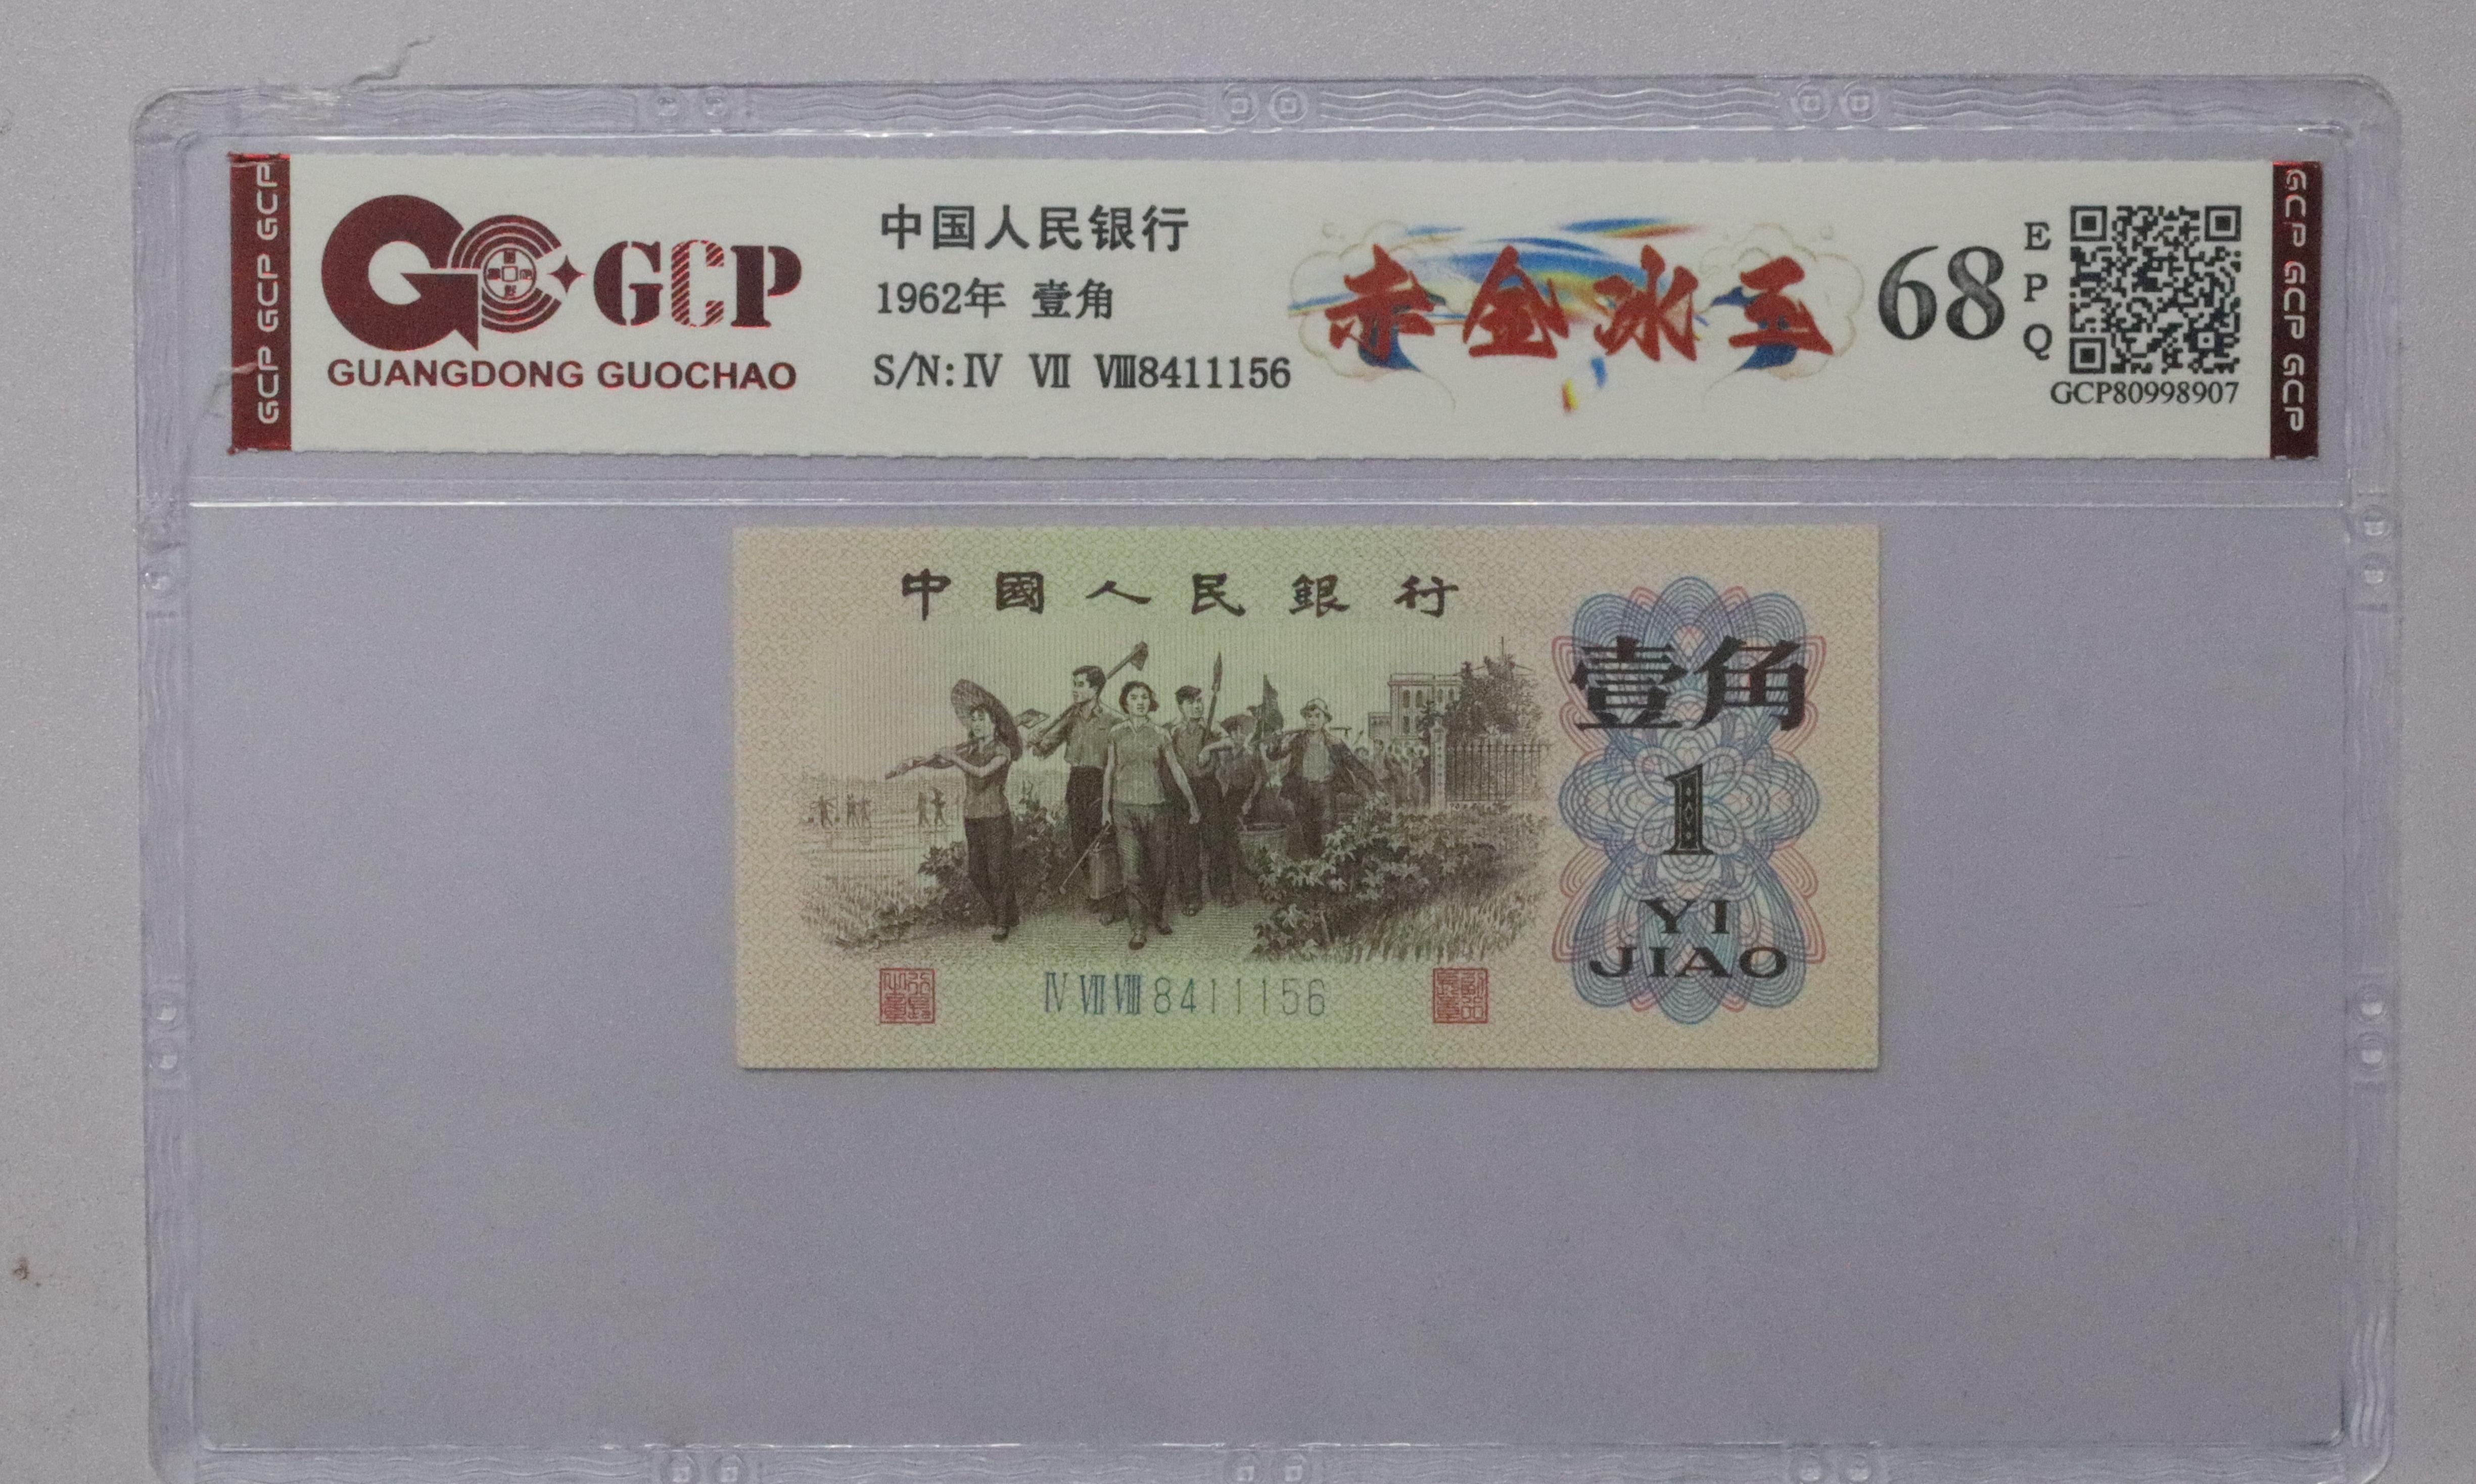 GCP GCP GCP
GCP
GUANGDONG GUOCHAO
中国人民银行
1962年 壹角
S/N:Ⅳ Ⅶ Ⅷ8411156
赤金冰玉
68
EPQ
GCP80998907
GCP GCP GCP
中國人民銀行
壹角
1
YI
JIAO
Ⅳ Ⅶ Ⅷ 8411156